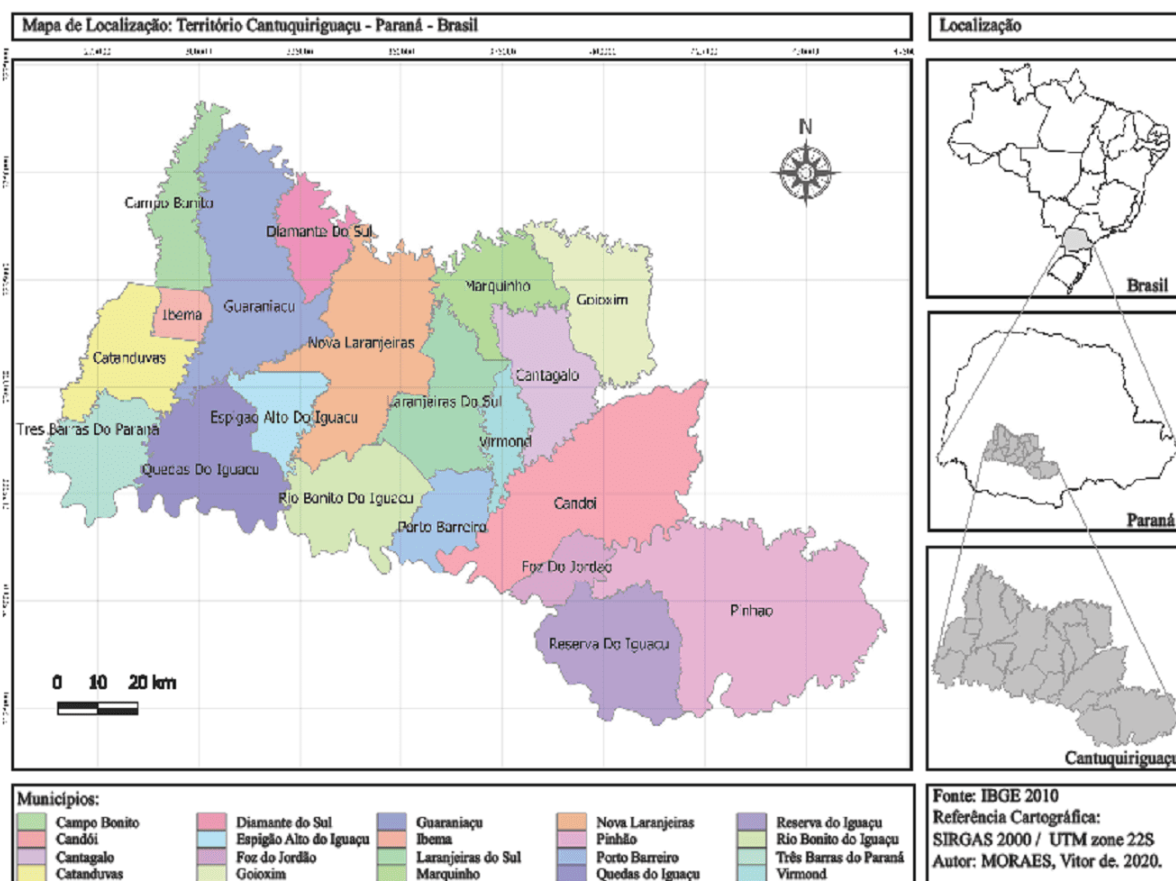 Mapa de Localização: Território Cantuquiriguaçu - Paraná - Brasil
Localização
N
Campo Bonito
Diamante Do Sul
Marquinho
Goioxim
Ibema
Guaraniacu
Nova Laranjeiras
Catanduvas
Cantagalo
Laranjeiras Do Sul
Espigao Alto Do Iguacu
Tres Barras Do Parana
Virmond
Quedas Do Iguacu
Rio Bonito Do Iguacu
Candoi
Porto Barreiro
Foz Do Jordao
Pinhao
Reserva Do Iguacu
0 10 20 km
Brasil
Paraná
Cantuquiriguaçu
Municípios:
Campo Bonito
Candói
Cantagalo
Catanduvas
Diamante do Sul
Espigão Alto do Iguaçu
Foz do Jordão
Goioxim
Guaraniaçu
Ibema
Laranjeiras do Sul
Marquinho
Nova Laranjeiras
Pinhão
Porto Barreiro
Quedas do Iguaçu
Reserva do Iguaçu
Rio Bonito do Iguaçu
Três Barras do Paraná
Virmond
Fonte: IBGE 2010
Referência Cartográfica:
SIRGAS 2000 / UTM zone 22S
Autor: MORAES, Vitor de. 2020.